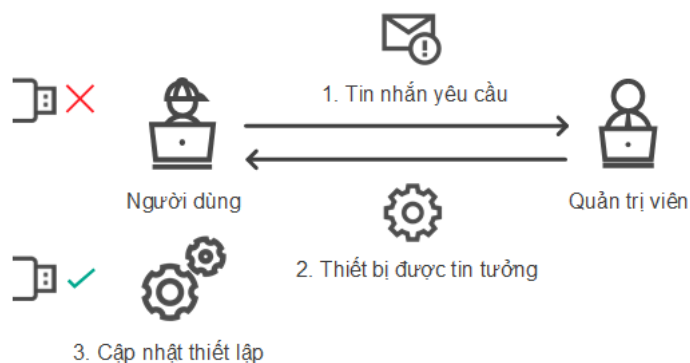 1. Tin nhắn yêu cầu
Người dùng
Quản trị viên
2. Thiết bị được tin tưởng
3. Cập nhật thiết lập